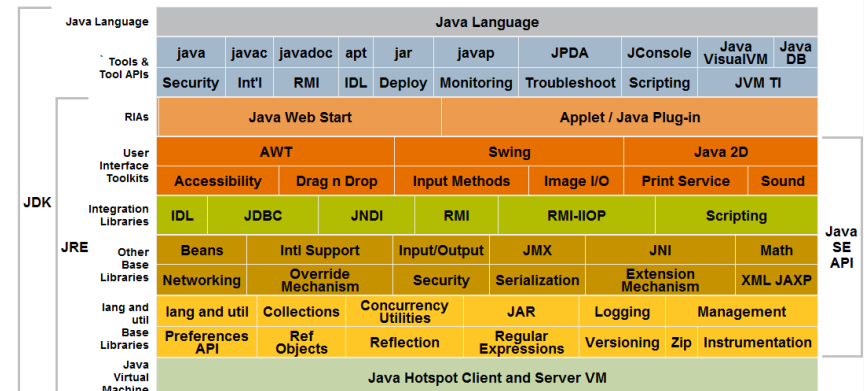 Java Language Java Language
` Tools & Tool APIs
java javac javadoc apt jar javap JPDA JConsole Java VisualVM Java DB
Security Int'l RMI IDL Deploy Monitoring Troubleshoot Scripting JVM TI
RIAs Java Web Start Applet / Java Plug-in
User Interface Toolkits
AWT Swing Java 2D
Accessibility Drag n Drop Input Methods Image I/O Print Service Sound
JDK
Integration Libraries
IDL JDBC JNDI RMI RMI-IIOP Scripting
Java SE API
JRE
Other Base Libraries
Beans Intl Support Input/Output JMX JNI Math
Networking Override Mechanism Security Serialization Extension Mechanism XML JAXP
lang and util Base Libraries
lang and util Collections Concurrency Utilities JAR Logging Management
Preferences API Ref Objects Reflection Regular Expressions Versioning Zip Instrumentation
Java Virtual Machine
Java Hotspot Client and Server VM